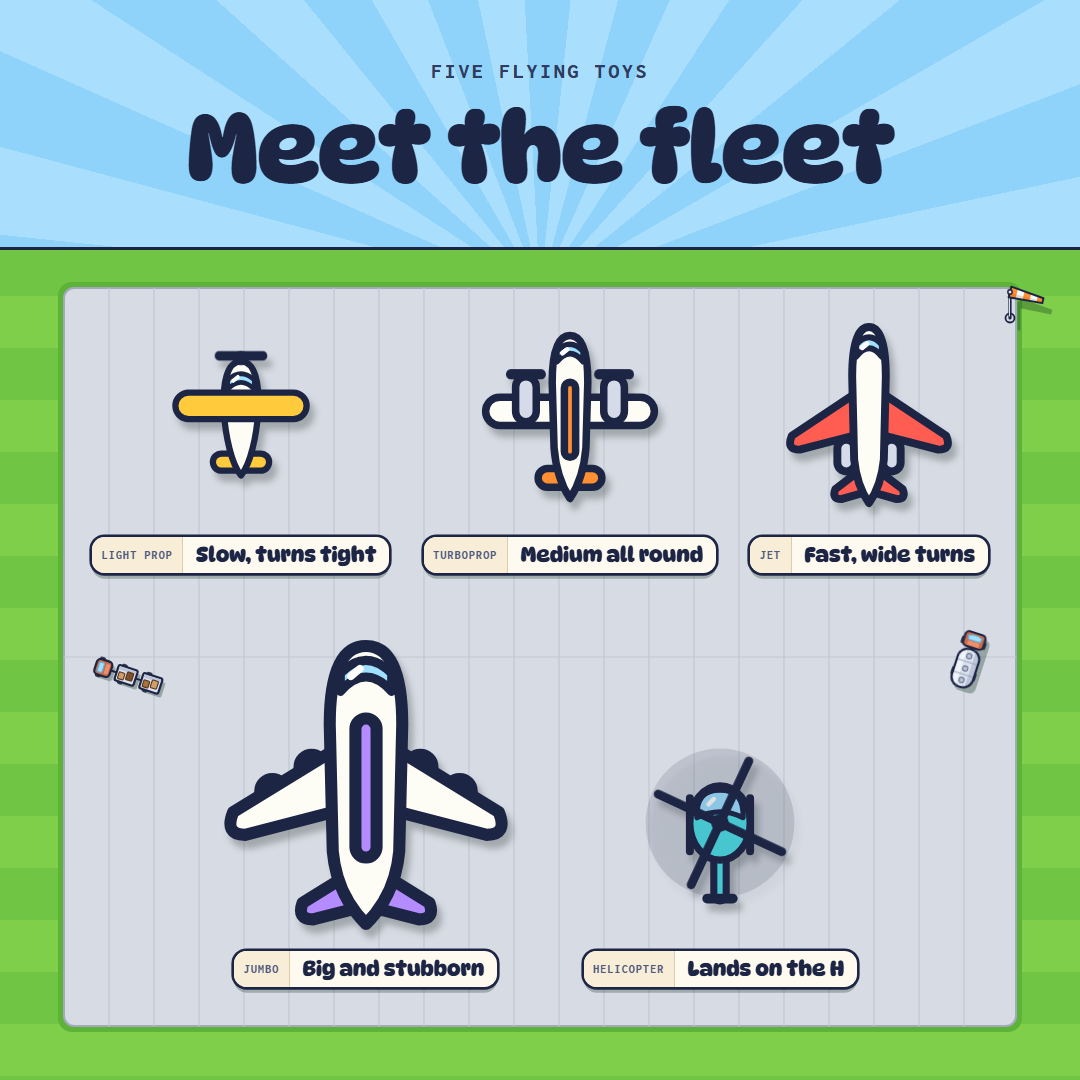 FIVE FLYING TOYS
Meet the fleet
LIGHT PROP Slow, turns tight
TURBOPROP Medium all round
JET Fast, wide turns
JUMBO Big and stubborn
HELICOPTER Lands on the H